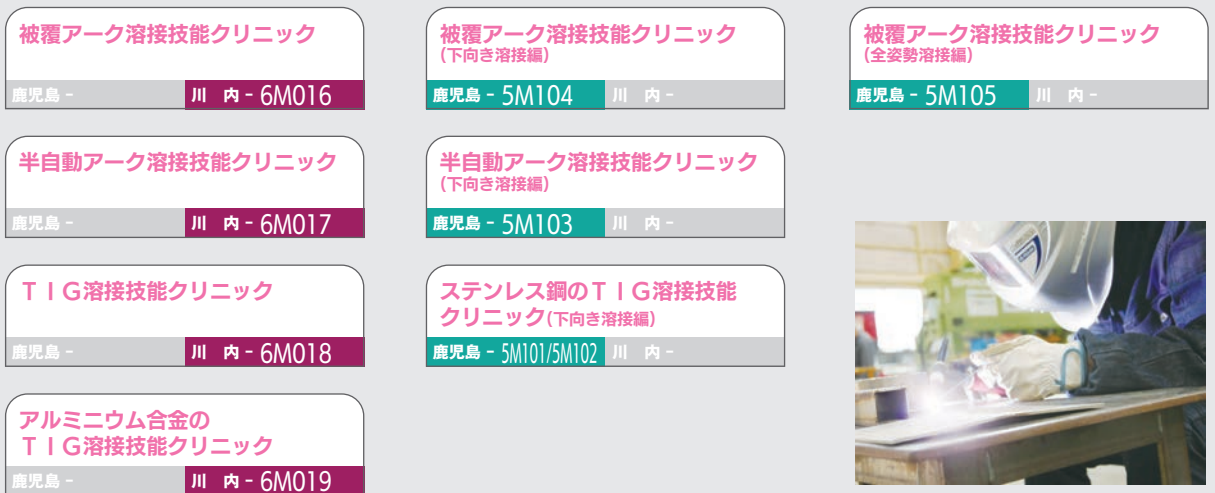 被覆アーク溶接技能クリニック
鹿児島 -
川 内 - 6M016
被覆アーク溶接技能クリニック
(下向き溶接編)
鹿児島 - 5M104
川 内 -
被覆アーク溶接技能クリニック
(全姿勢溶接編)
鹿児島 - 5M105
川 内 -
半自動アーク溶接技能クリニック
鹿児島 -
川 内 - 6M017
半自動アーク溶接技能クリニック
(下向き溶接編)
鹿児島 - 5M103
川 内 -
TIG溶接技能クリニック
鹿児島 -
川 内 - 6M018
ステンレス鋼のTIG溶接技能
クリニック(下向き溶接編)
鹿児島 - 5M101/5M102
川 内 -
アルミニウム合金の
TIG溶接技能クリニック
鹿児島 -
川 内 - 6M019